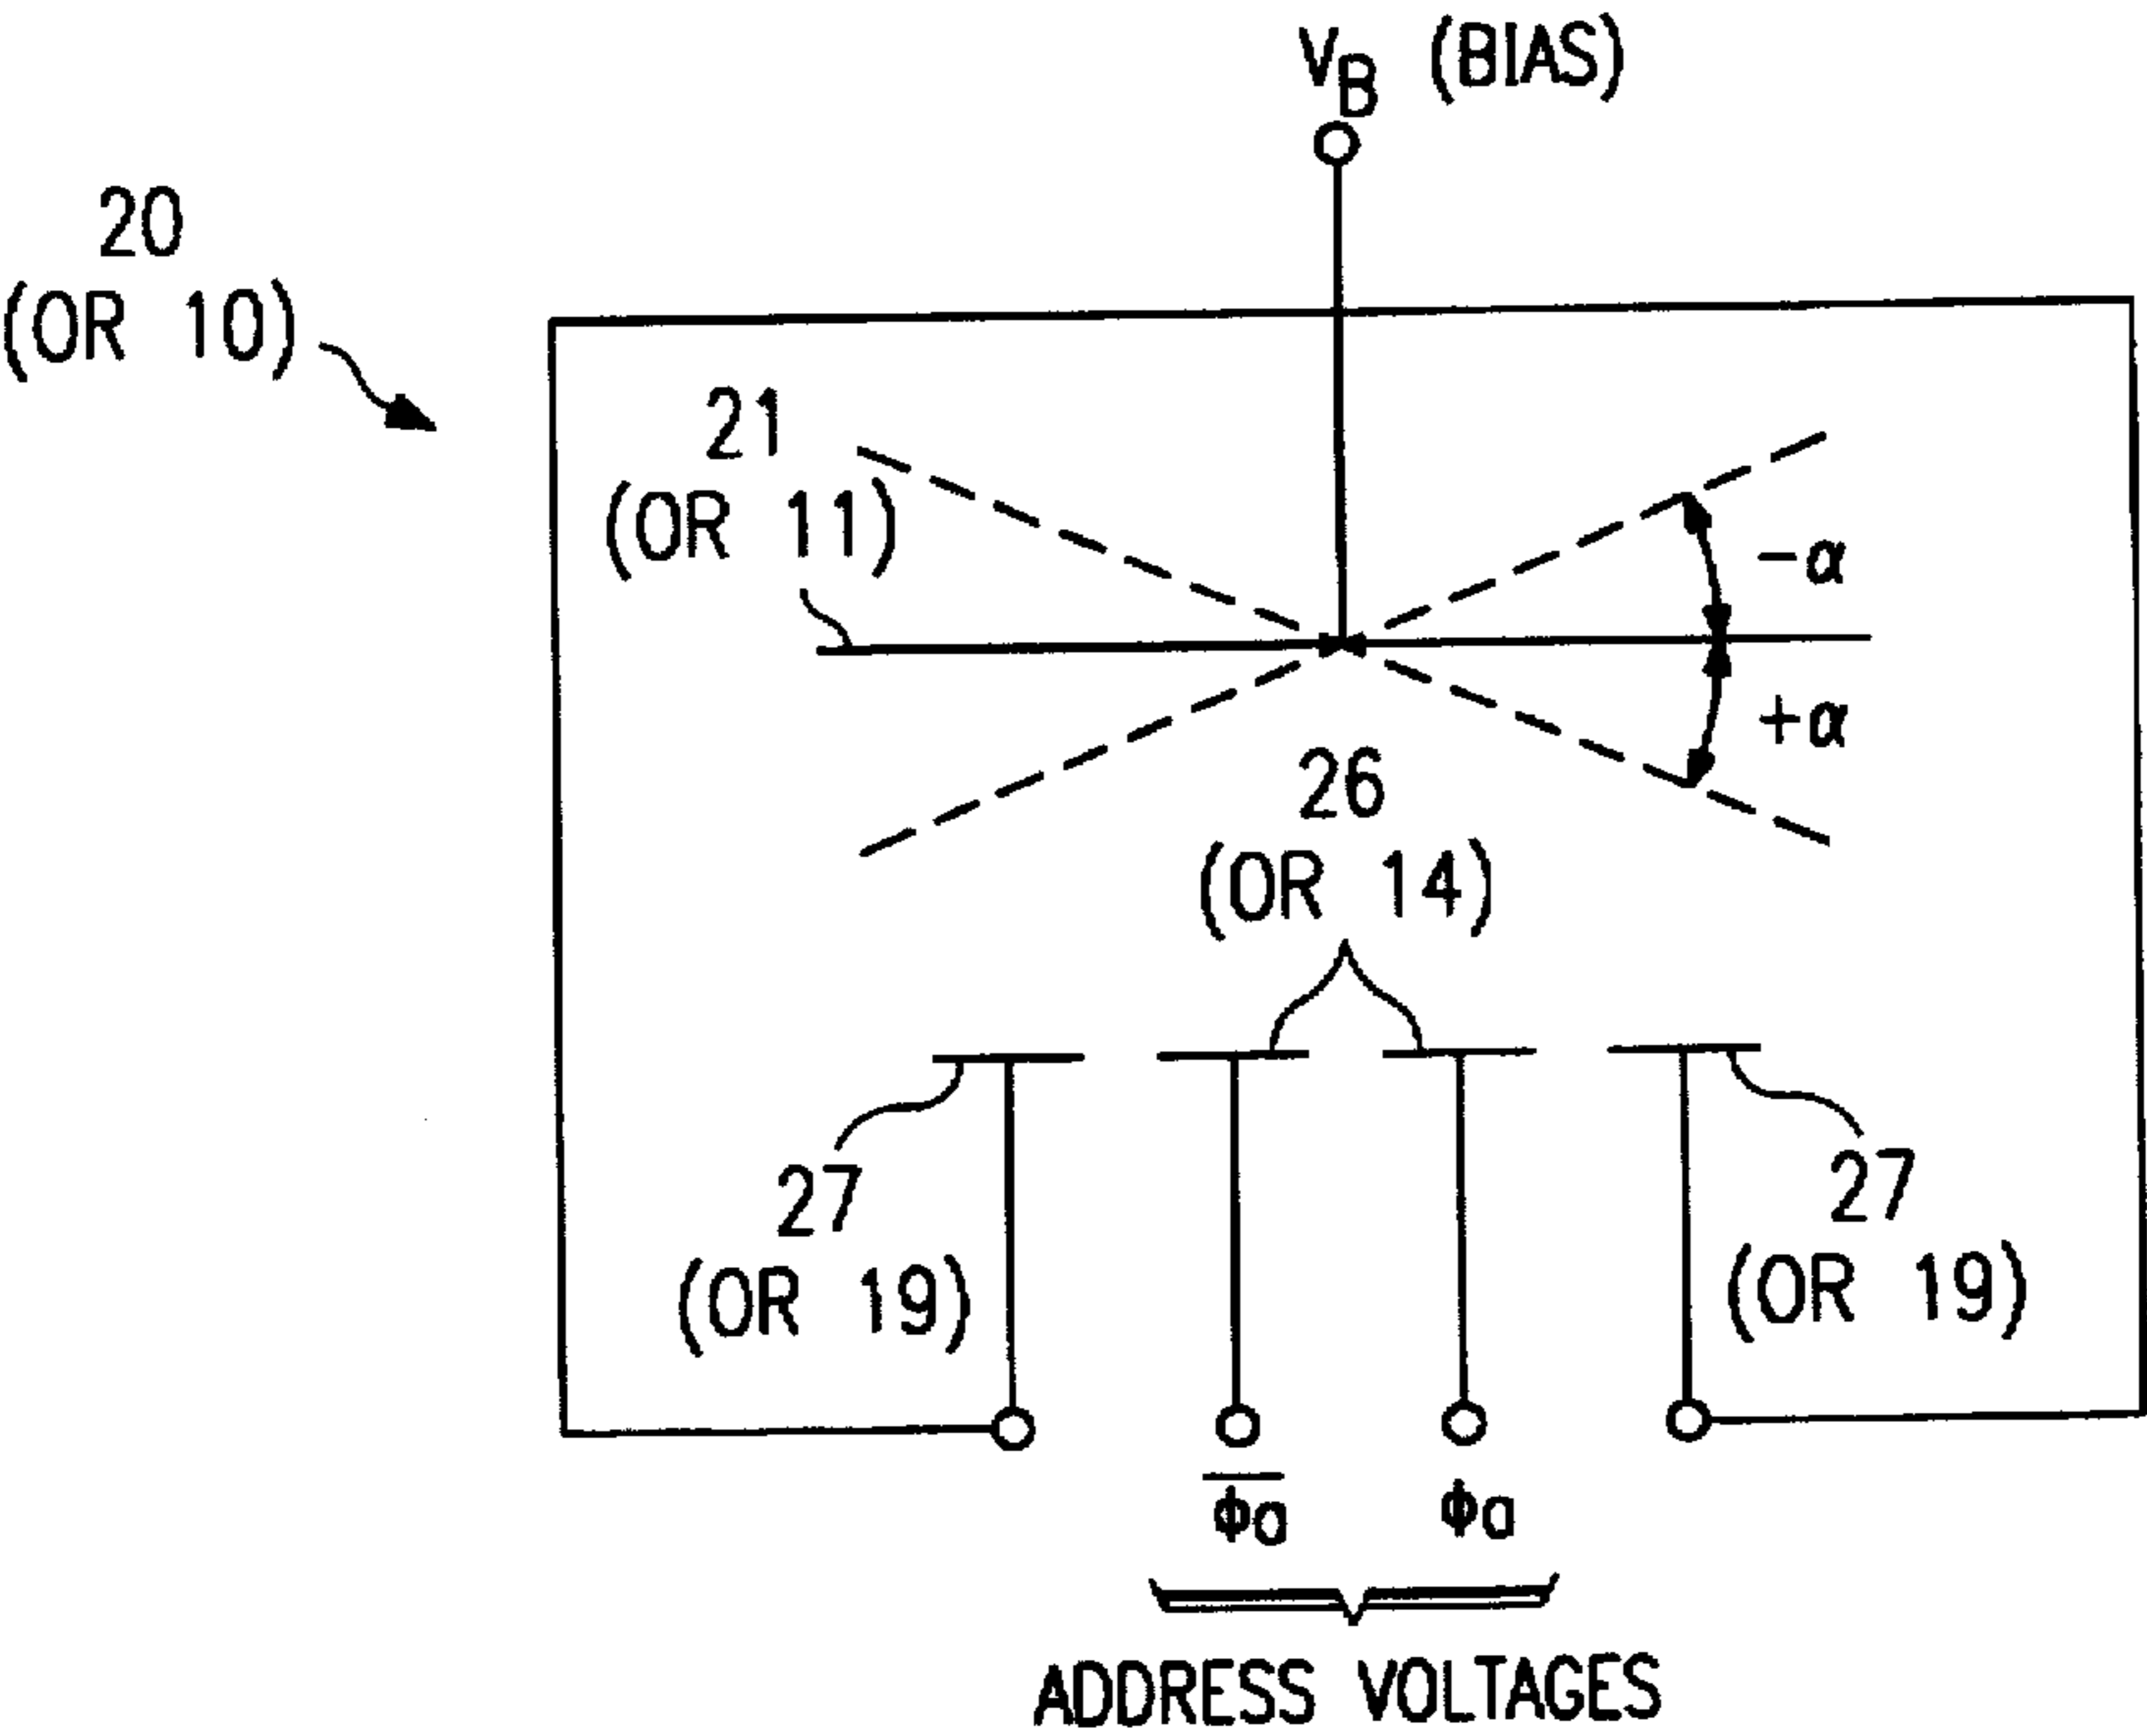 V_B (BIAS)
20
(OR 10)
21
(OR 11)
−α
+α
26
(OR 14)
27
(OR 19)
27
(OR 19)
ϕ̅a̅
ϕa
ADDRESS VOLTAGES